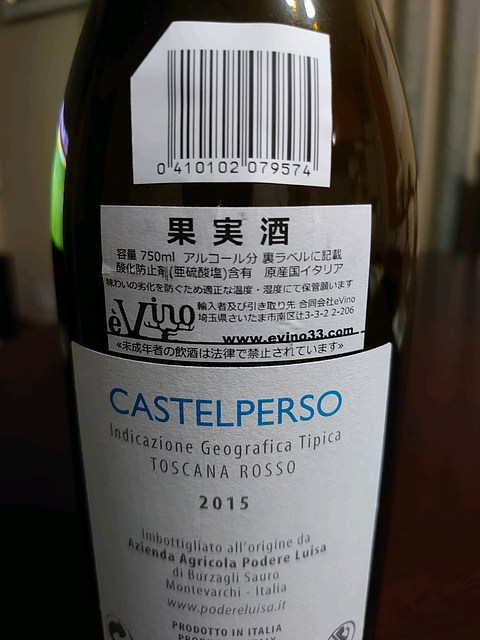 0 410102 079574
果実酒
容量 750ml アルコール分 裏ラベルに記載
酸化防止剤(亜硫酸塩)含有 原産国イタリア
味わいの劣化を防ぐため適正な温度・湿度にて保管願います
èVino
輸入者及び引き取り先 合同会社eVino
埼玉県さいたま市南区辻3-3-2 2-206
www.evino33.com
≪未成年者の飲酒は法律で禁止されています≫
CASTELPERSO
Indicazione Geografica Tipica
TOSCANA ROSSO
2015
Imbottigliato all'origine da
Azienda Agricola Podere Luisa
di Burzagli Sauro
Montevarchi - Italia
www.podereluisa.it
PRODOTTO IN ITALIA